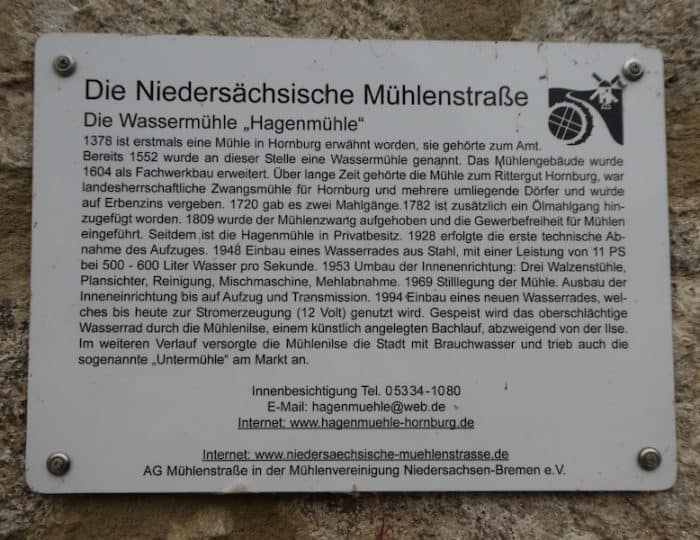 Die Niedersächsische Mühlenstraße
Die Wassermühle „Hagenmühle“
1378 ist erstmals eine Mühle in Hornburg erwähnt worden, sie gehörte zum Amt.
Bereits 1552 wurde an dieser Stelle eine Wassermühle genannt. Das Mühlengebäude wurde
1604 als Fachwerkbau erweitert. Über lange Zeit gehörte die Mühle zum Rittergut Hornburg, war
landesherrschaftliche Zwangsmühle für Hornburg und mehrere umliegende Dörfer und wurde
auf Erbenzins vergeben. 1720 gab es zwei Mahlgänge.1782 ist zusätzlich ein Ölmahlgang hin-
zugefügt worden. 1809 wurde der Mühlenzwang aufgehoben und die Gewerbefreiheit für Mühlen
eingeführt. Seitdem ist die Hagenmühle in Privatbesitz. 1928 erfolgte die erste technische Ab-
nahme des Aufzuges. 1948 Einbau eines Wasserrades aus Stahl, mit einer Leistung von 11 PS
bei 500 - 600 Liter Wasser pro Sekunde. 1953 Umbau der Innenenrichtung: Drei Walzenstühle,
Plansichter, Reinigung, Mischmaschine, Mehlabnahme. 1969 Stilllegung der Mühle. Ausbau der
Inneneinrichtung bis auf Aufzug und Transmission. 1994 Einbau eines neuen Wasserrades, wel-
ches bis heute zur Stromerzeugung (12 Volt) genutzt wird. Gespeist wird das oberschlächtige
Wasserrad durch die Mühlenilse, einem künstlich angelegten Bachlauf, abzweigend von der Ilse.
Im weiteren Verlauf versorgte die Mühlenilse die Stadt mit Brauchwasser und trieb auch die
sogenannte „Untermühle“ am Markt an.
Innenbesichtigung Tel. 05334-1080
E-Mail: hagenmuehle@web.de
Internet: www.hagenmuehle-hornburg.de
Internet: www.niedersaechsische-muehlenstrasse.de
AG Mühlenstraße in der Mühlenvereinigung Niedersachsen-Bremen e.V.